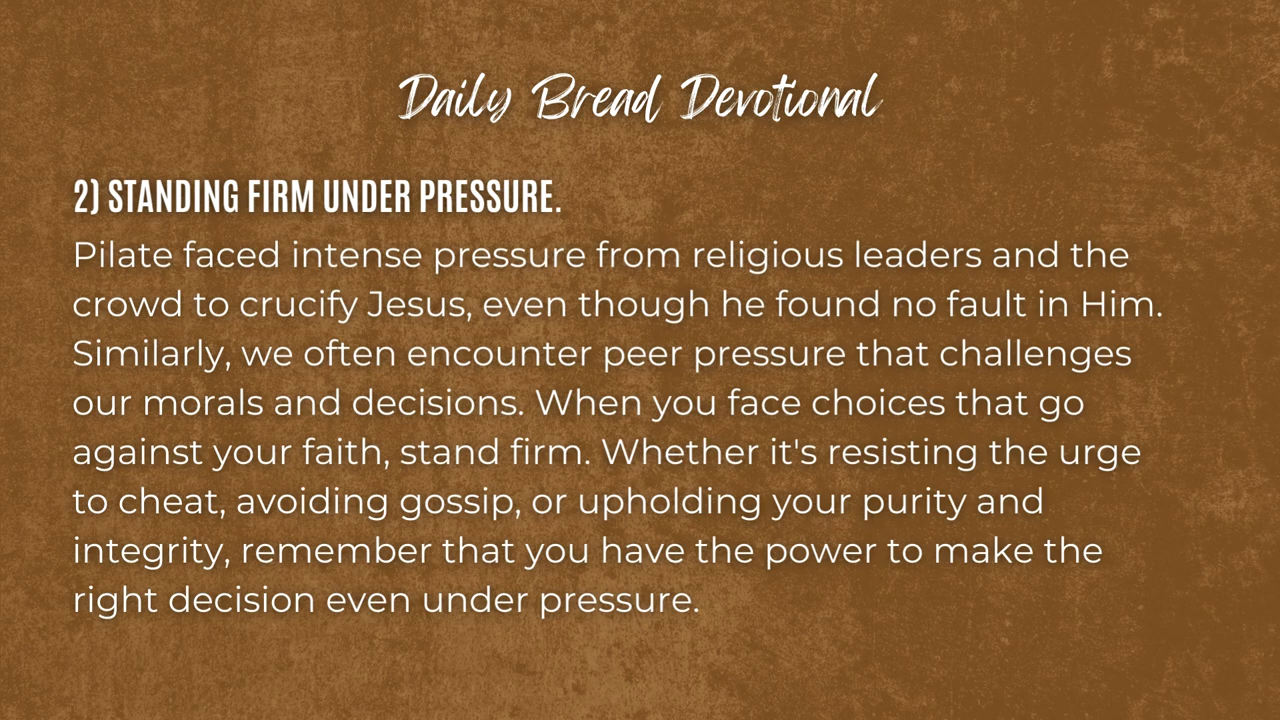 Daily Bread Devotional
2) STANDING FIRM UNDER PRESSURE.
Pilate faced intense pressure from religious leaders and the
crowd to crucify Jesus, even though he found no fault in Him.
Similarly, we often encounter peer pressure that challenges
our morals and decisions. When you face choices that go
against your faith, stand firm. Whether it's resisting the urge
to cheat, avoiding gossip, or upholding your purity and
integrity, remember that you have the power to make the
right decision even under pressure.